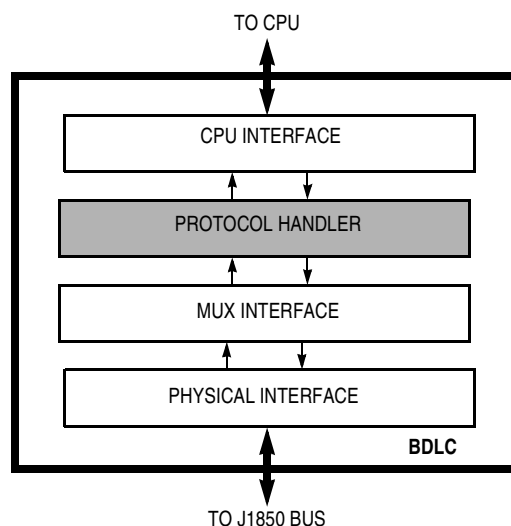 TO CPU
CPU INTERFACE
PROTOCOL HANDLER
MUX INTERFACE
PHYSICAL INTERFACE
BDLC
TO J1850 BUS